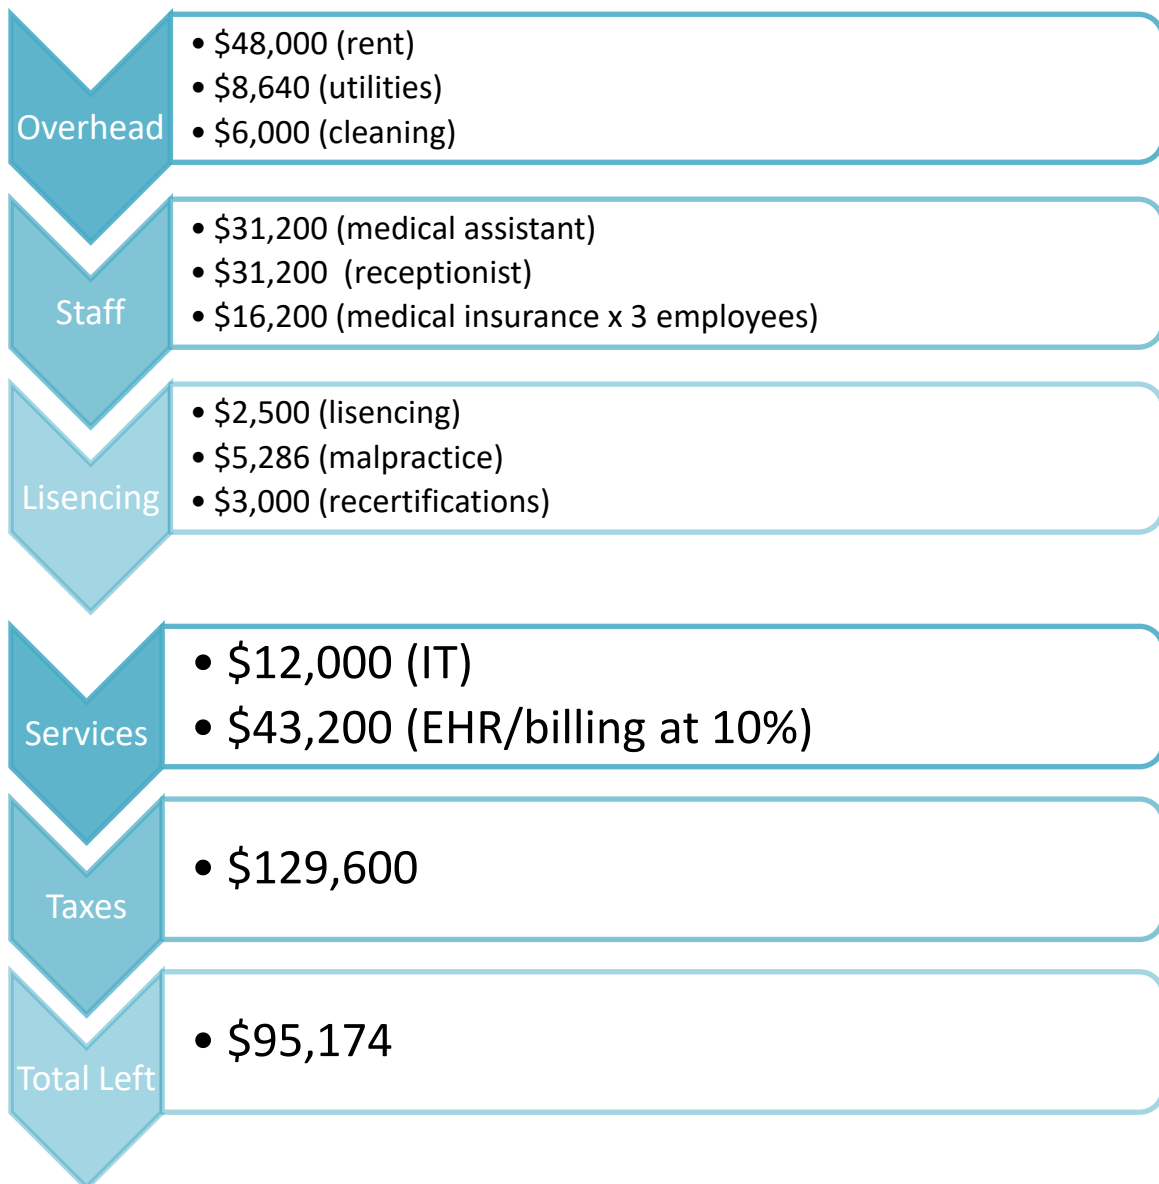 Overhead
• $48,000 (rent)
• $8,640 (utilities)
• $6,000 (cleaning)
Staff
• $31,200 (medical assistant)
• $31,200  (receptionist)
• $16,200 (medical insurance x 3 employees)
Lisencing
• $2,500 (lisencing)
• $5,286 (malpractice)
• $3,000 (recertifications)
Services
• $12,000 (IT)
• $43,200 (EHR/billing at 10%)
Taxes
• $129,600
Total Left
• $95,174